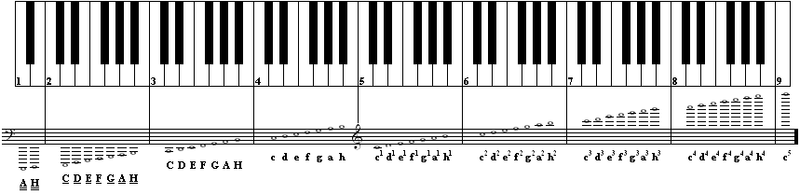 1 2 3 4 5 6 7 8 9
A H C D E F G A H C D E F G A H c d e f g a h c¹ d¹ e¹ f¹ g¹ a¹ h¹ c² d² e² f² g² a² h² c³ d³ e³ f³ g³ a³ h³ c⁴ d⁴ e⁴ f⁴ g⁴ a⁴ h⁴ c⁵